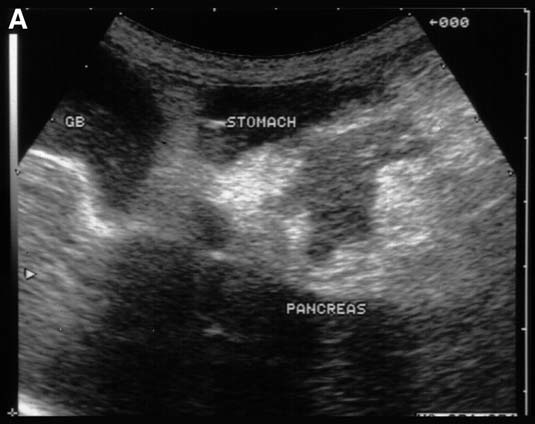 A
←000
GB
STOMACH
PANCREAS